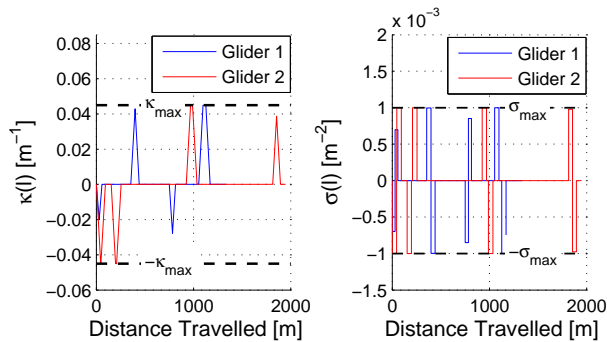 0.08
0.06
0.04
0.02
0
−0.02
−0.04
−0.06
κ(l) [m⁻¹]
Glider 1
Glider 2
κmax
−κmax
0
1000
2000
Distance Travelled [m]
x 10⁻³
2
1.5
1
0.5
0
−0.5
−1
−1.5
σ(l) [m⁻²]
Glider 1
Glider 2
σmax
−σmax
0
1000
2000
Distance Travelled [m]